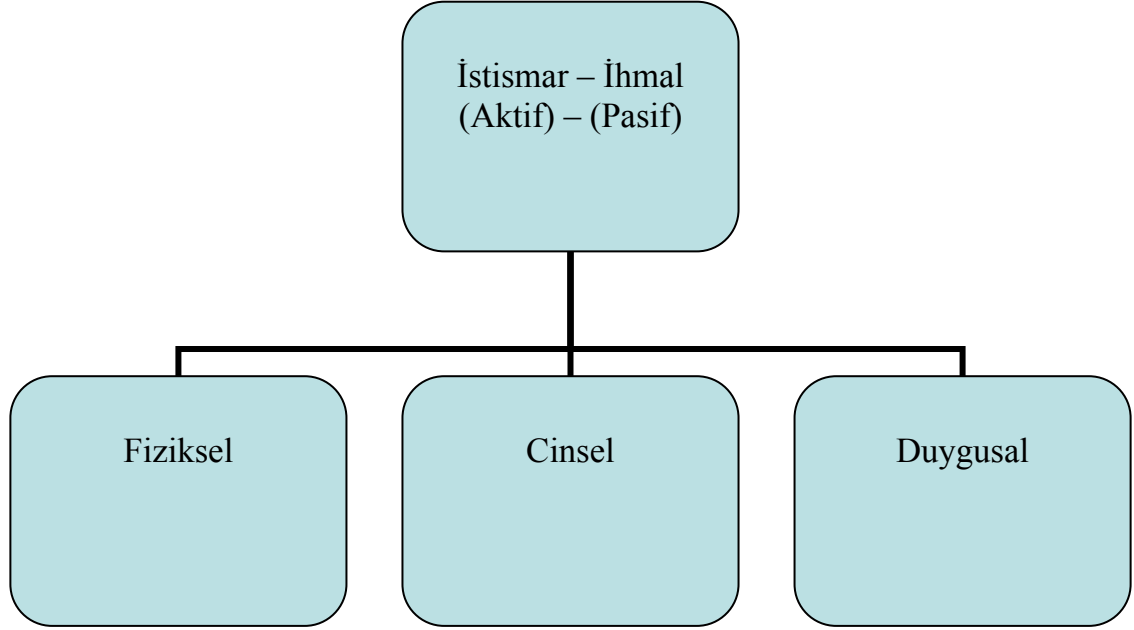 İstismar – İhmal
(Aktif) – (Pasif)
Fiziksel
Cinsel
Duygusal